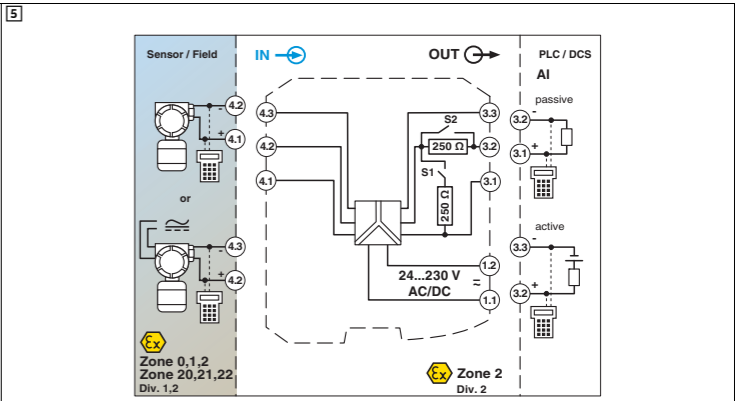 5
Sensor / Field
IN
OUT
PLC / DCS
AI
passive
4.2
-
+
4.1
or
4.3
-
+
4.2
4.3
4.2
4.1
S2
250 Ω
S1
250 Ω
3.3
3.2
3.1
24...230 V
AC/DC
1.2
1.1
3.2
-
3.1
+
active
3.3
-
3.2
+
Ex
Zone 0,1,2
Zone 20,21,22
Div. 1,2
Ex
Zone 2
Div. 2